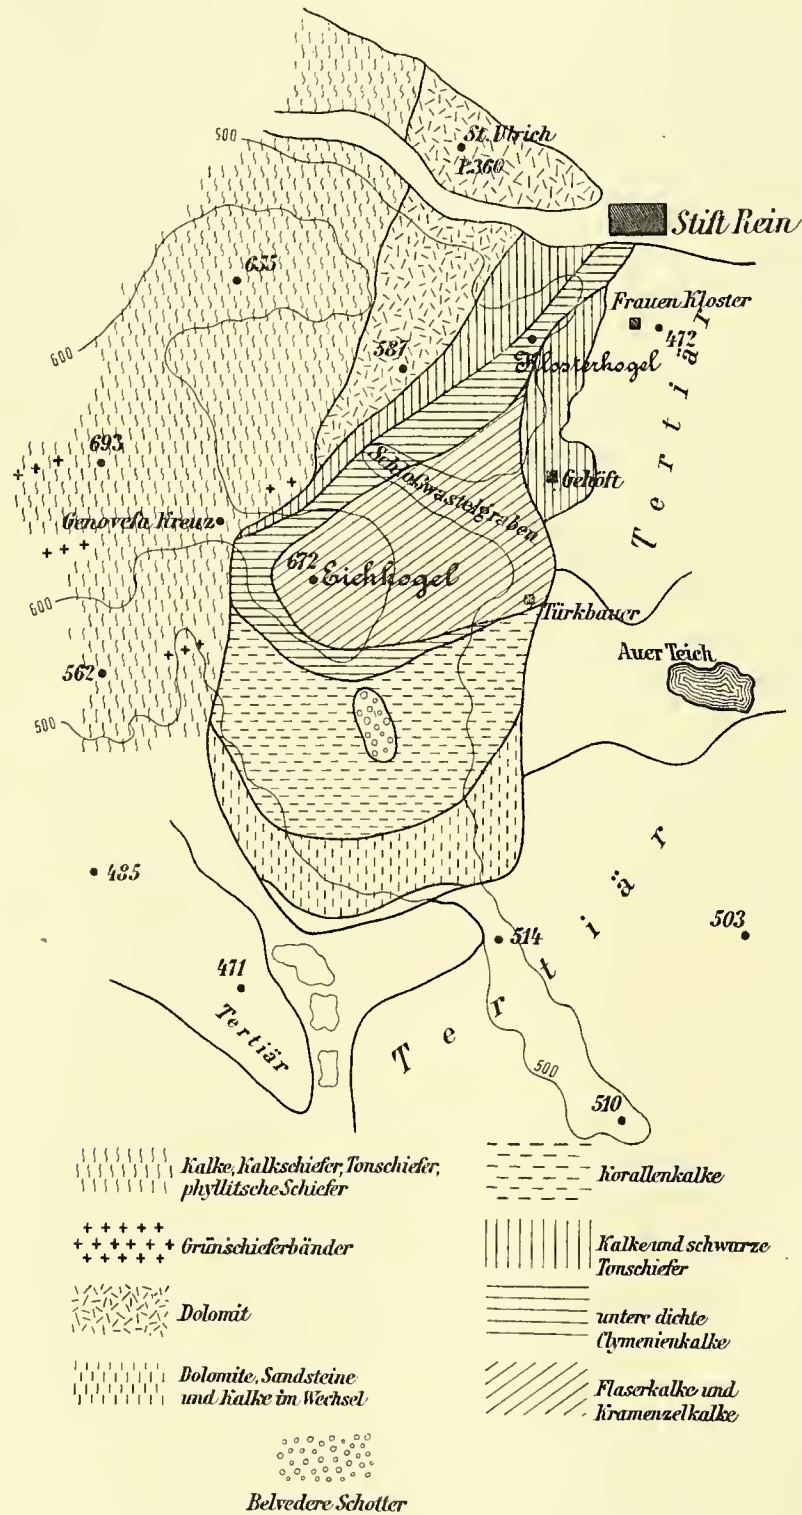 500
St. Ulrich
P. 360
Stift Rein
655
Frauen Kloster
472
600
587
Klosterkogel
693
Schloßwastelgraben
Gehöft
Genovefa Kreuz
672 Eichkogel
600
Türkbauer
Tertiär
Auer Teich
562
500
485
503
514
471
Tertiär
Tertiär
500
510
Kalke, Kalkschiefer, Tonschiefer,
phyllitsche Schiefer
Korallenkalke
Grünschieferbänder
Kalke und schwarze
Tonschiefer
Dolomit
untere dichte
Clymenienkalke
Dolomite, Sandsteine
und Kalke im Wechsel
Flaserkalke und
Kramenzelkalke
Belvedere Schotter